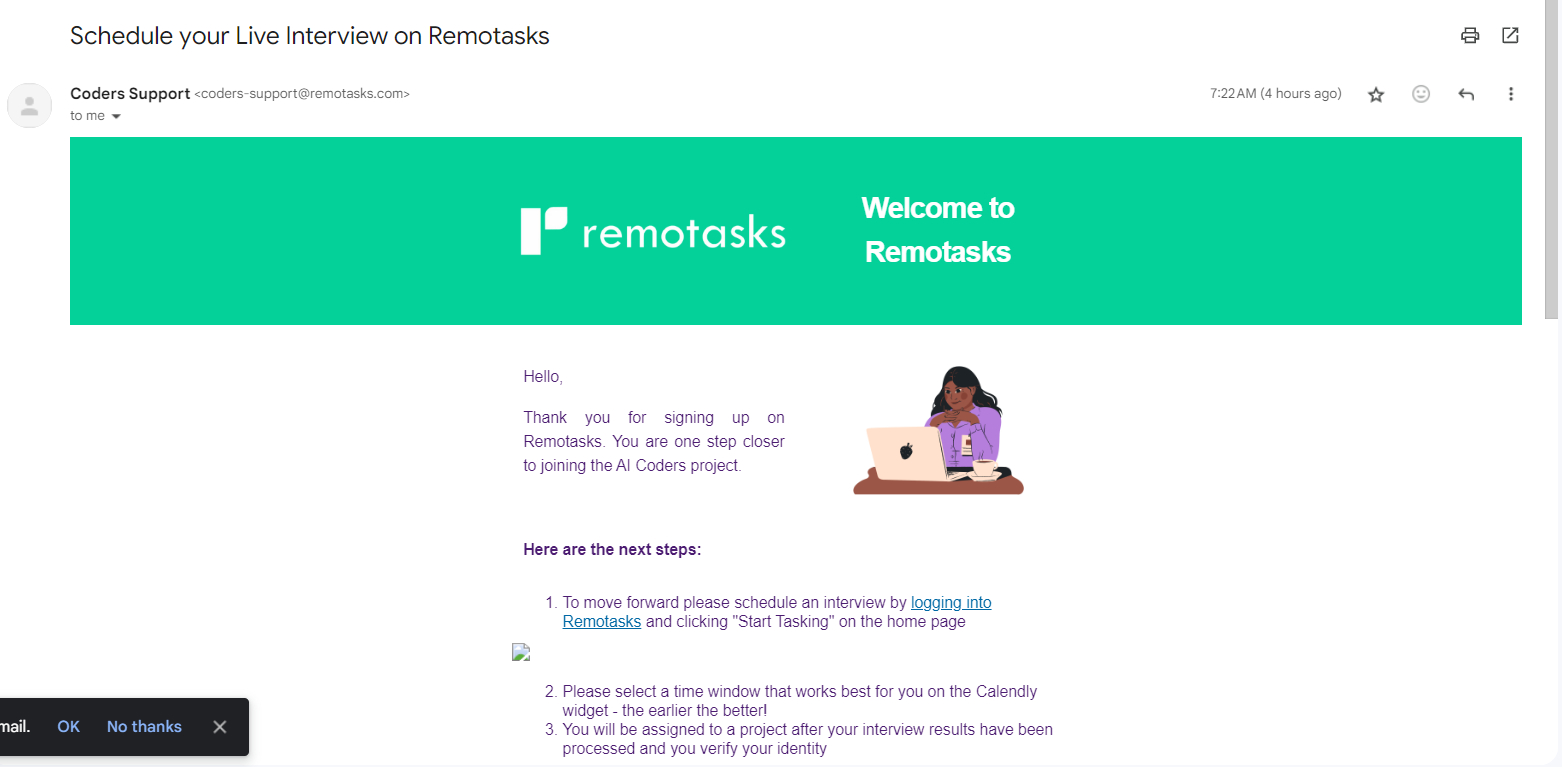 Schedule your Live Interview on Remotasks
Coders Support <coders-support@remotasks.com>
7:22 AM (4 hours ago)
to me
remotasks
Welcome to
Remotasks
Hello,
Thank you for signing up on
Remotasks. You are one step closer
to joining the AI Coders project.
Here are the next steps:
1. To move forward please schedule an interview by logging into
Remotasks and clicking "Start Tasking" on the home page
2. Please select a time window that works best for you on the Calendly
widget - the earlier the better!
3. You will be assigned to a project after your interview results have been
processed and you verify your identity
mail. OK No thanks